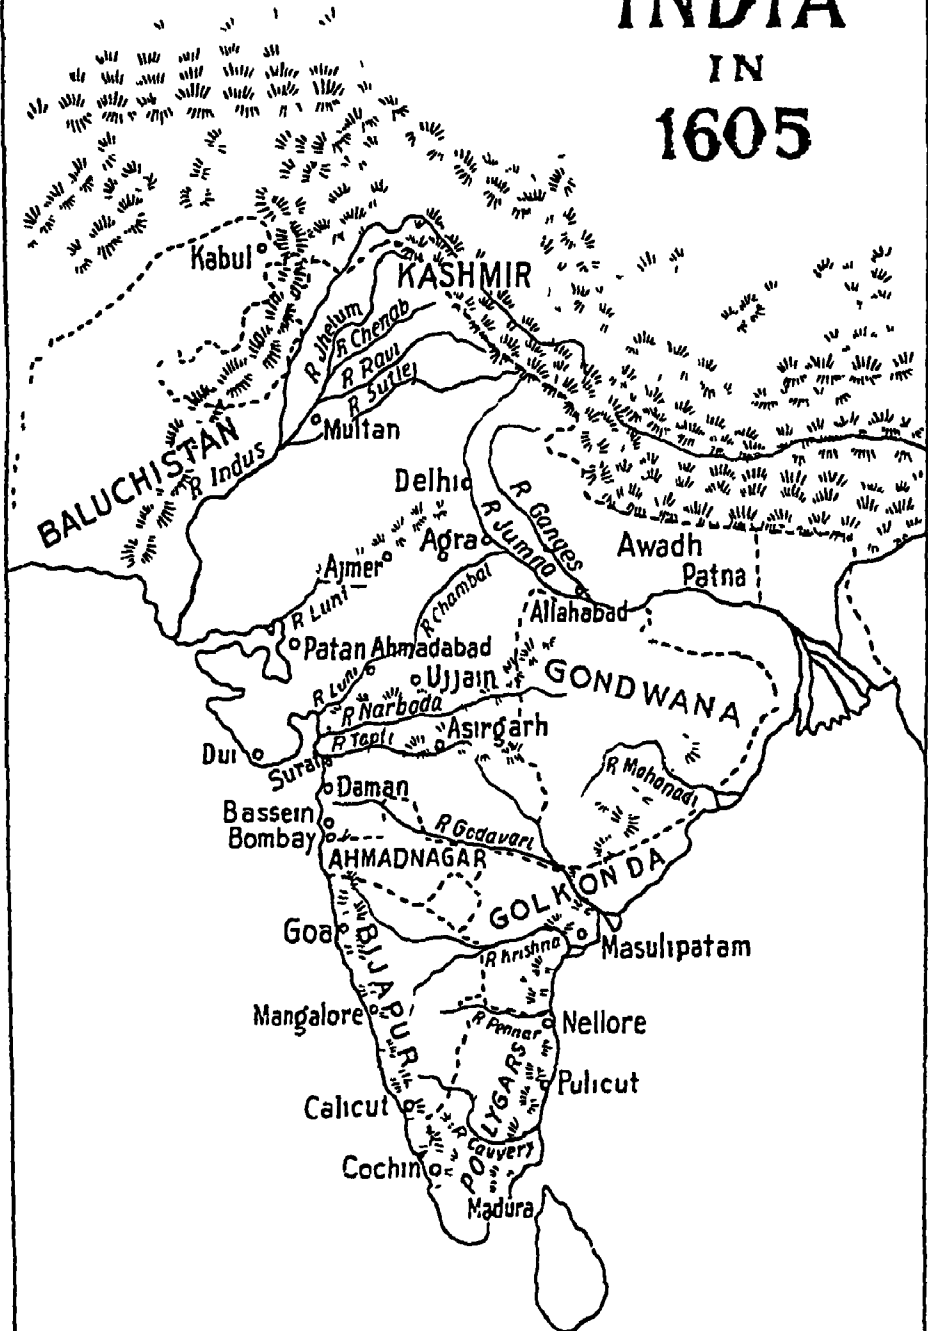 INDIA
IN
1605
Kabul
KASHMIR
R Jhelum
R Chenab
R Ravi
R Sutlej
Multan
BALUCHISTAN
R Indus
Delhi
R Ganges
R Jumna
Agra
Awadh
Patna
Ajmer
R Luni
R Chambal
Allahabad
Patan
Ahmadabad
R Luni
Ujjain
GONDWANA
R Narbada
R Tapti
Asirgarh
Diu
Surat
R Mahanadi
Daman
Bassein
Bombay
R Godavari
AHMADNAGAR
GOLKONDA
Goa
BIJAPUR
R Krishna
Masulipatam
Mangalore
R Pennar
Nellore
POLYGARS
Pulicut
Calicut
R Cauvery
Cochin
Madura